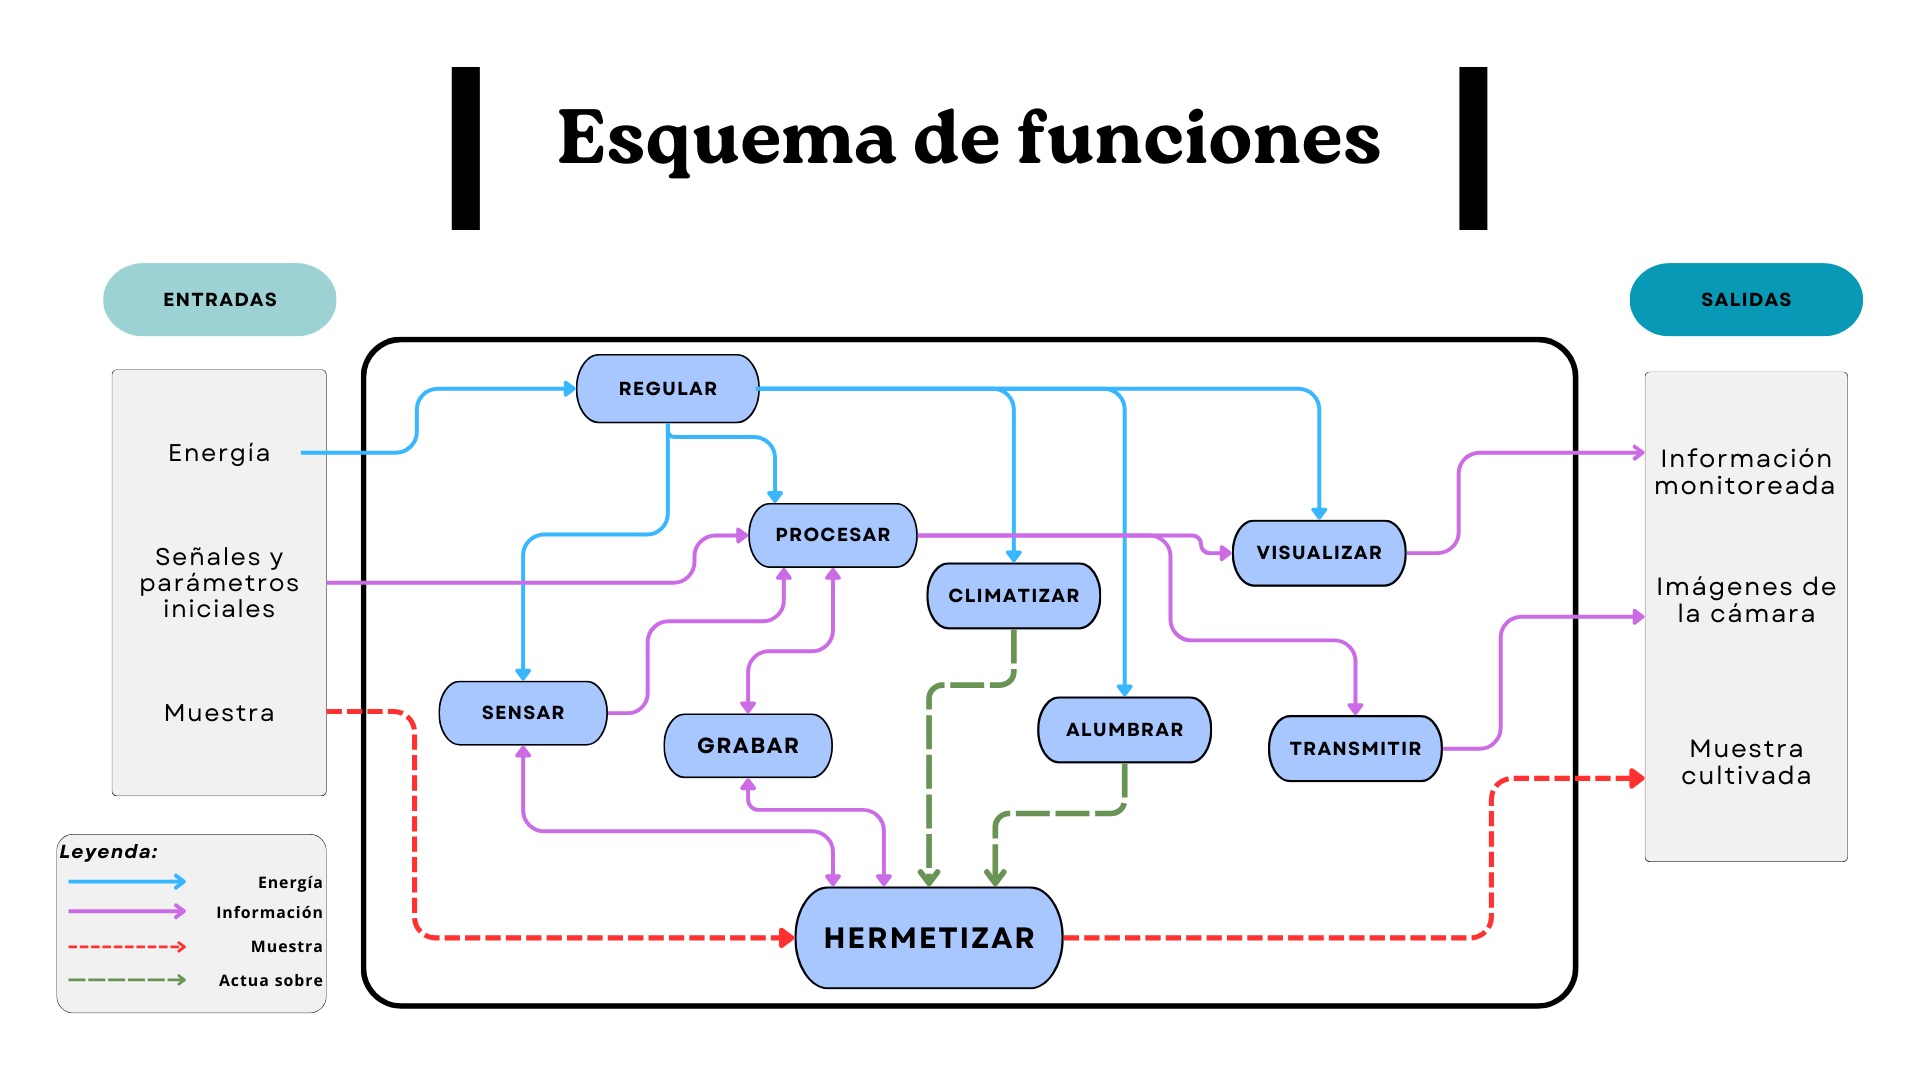 Esquema de funciones
ENTRADAS
SALIDAS
Energía
Señales y
parámetros
iniciales
Muestra
REGULAR
PROCESAR
VISUALIZAR
CLIMATIZAR
SENSAR
GRABAR
ALUMBRAR
TRANSMITIR
HERMETIZAR
Información
monitoreada
Imágenes de
la cámara
Muestra
cultivada
Leyenda:
Energía
Información
Muestra
Actua sobre